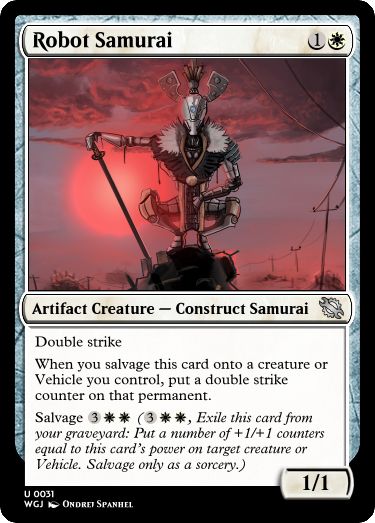 Robot Samurai 1
Artifact Creature — Construct Samurai
Double strike
When you salvage this card onto a creature or
Vehicle you control, put a double strike
counter on that permanent.
Salvage 3 (3, Exile this card from
your graveyard: Put a number of +1/+1 counters
equal to this card's power on target creature or
Vehicle. Salvage only as a sorcery.)
1/1
U 0031
WGJ Ondrej Spanhel